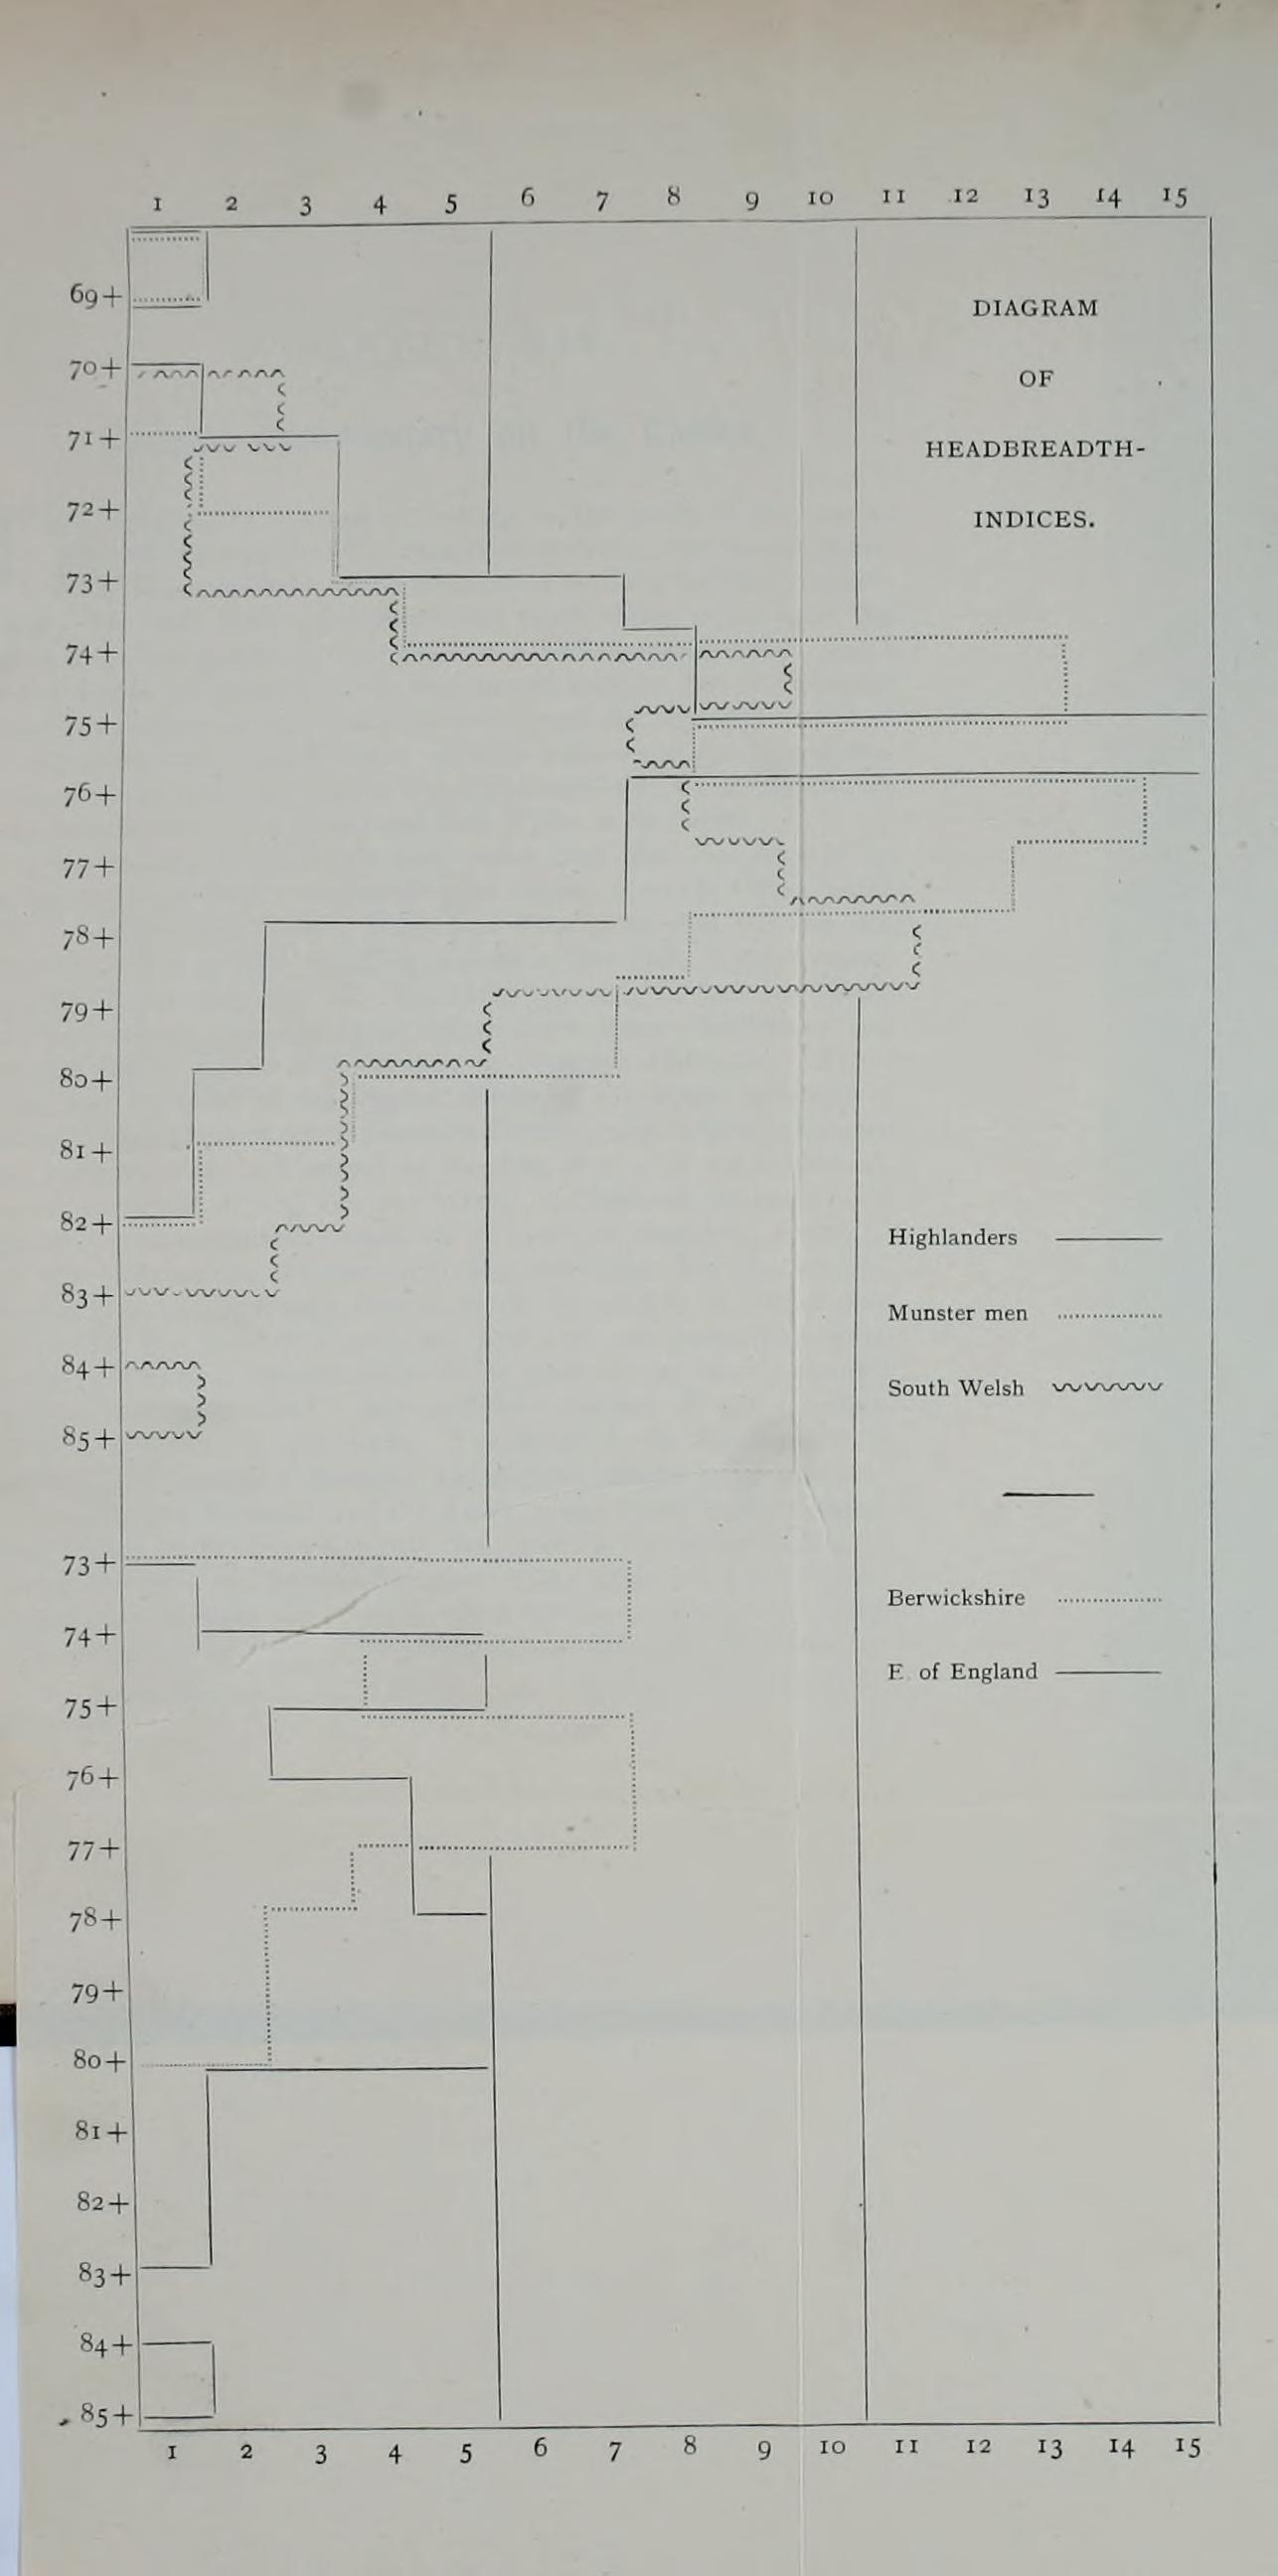 1 2 3 4 5 6 7 8 9 10 11 12 13 14 15
69+
DIAGRAM
70+
OF
71+
HEADBREADTH-
72+
INDICES.
73+
74+
75+
76+
77+
78+
79+
80+
81+
82+
Highlanders
83+
Munster men
84+
South Welsh
85+
73+
Berwickshire
74+
E of England
75+
76+
77+
78+
79+
80+
81+
82+
83+
84+
85+
1 2 3 4 5 6 7 8 9 10 11 12 13 14 15